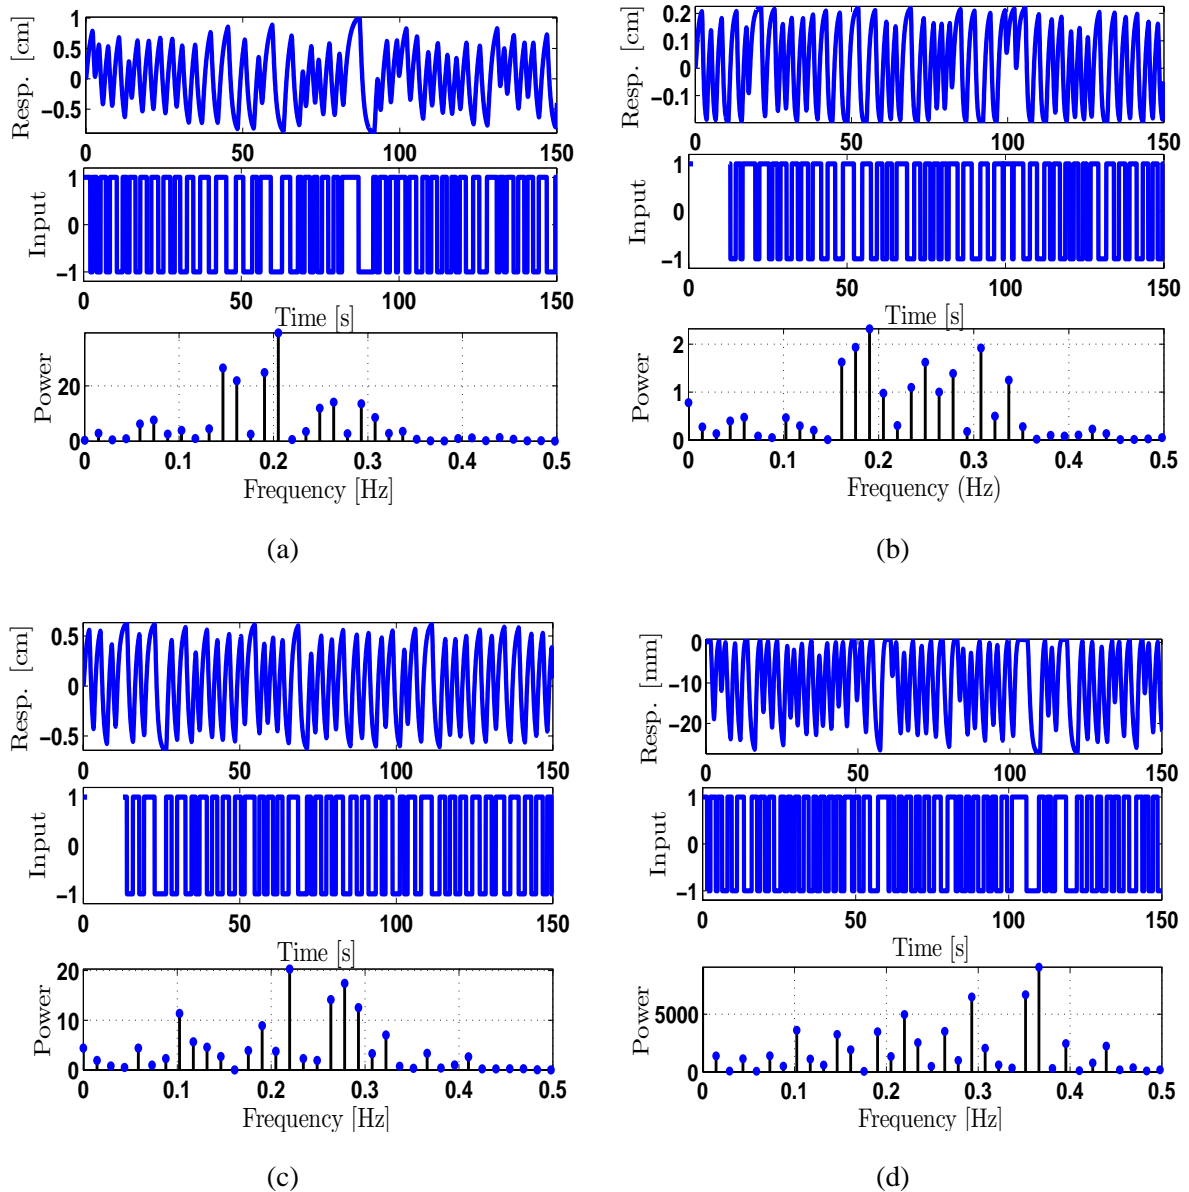 Resp. [cm]
1
0.5
0
−0.5
0 50 100 150
Input
1
0
−1
0 50 100 150
Time [s]
Power
20
0
0 0.1 0.2 0.3 0.4 0.5
Frequency [Hz]
(a)
Resp. [cm]
0.2
0.1
0
−0.1
0 50 100 150
Input
1
0
−1
0 50 100 150
Time [s]
Power
2
1
0
0 0.1 0.2 0.3 0.4 0.5
Frequency (Hz)
(b)
Resp. [cm]
0.5
0
−0.5
0 50 100 150
Input
1
0
−1
0 50 100 150
Time [s]
Power
20
10
0
0 0.1 0.2 0.3 0.4 0.5
Frequency [Hz]
(c)
Resp. [mm]
0
−10
−20
0 50 100 150
Input
1
0
−1
0 50 100 150
Time [s]
Power
5000
0
0 0.1 0.2 0.3 0.4 0.5
Frequency [Hz]
(d)